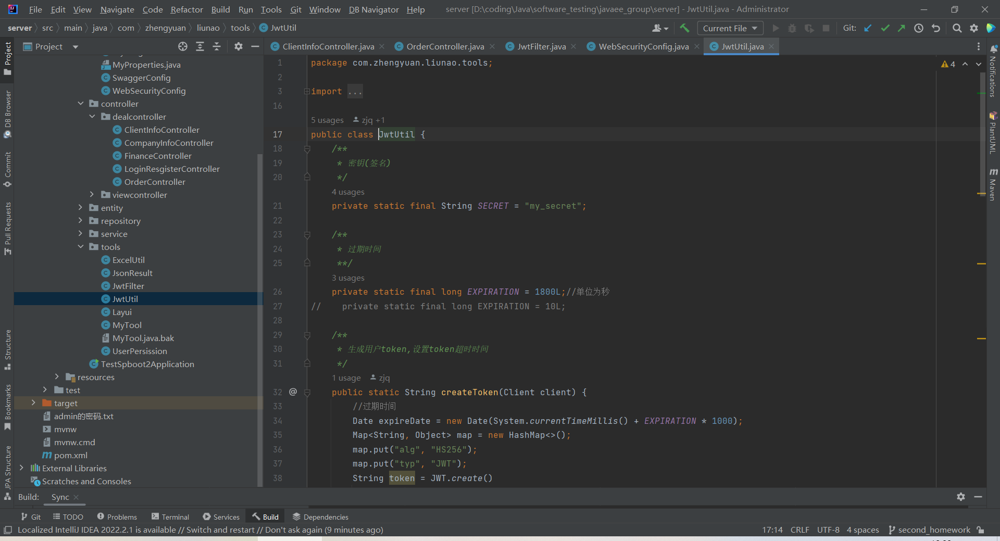 File Edit View Navigate Code Refactor Build Run Tools Git Window DB Navigator Help server [D:\coding\Java\software_testing\javaee_group\server] - JwtUtil.java - Administrator
server src main java com zhengyuan liunao tools JwtUtil Current File Git:
Project
ClientInfoController.java OrderController.java JwtFilter.java WebSecurityConfig.java JwtUtil.java
MyProperties.java
SwaggerConfig
WebSecurityConfig
controller
dealcontroller
ClientInfoController
CompanyInfoController
FinanceController
LoginResgisterController
OrderController
viewcontroller
entity
repository
service
tools
ExcelUtil
JsonResult
JwtFilter
JwtUtil
Layui
MyTool
MyTool.java.bak
UserPersission
TestSpboot2Application
resources
test
target
admin的密码.txt
mvnw
mvnw.cmd
pom.xml
External Libraries
Scratches and Consoles
Project
DB Browser
Commit
Pull Requests
Structure
Bookmarks
JPA Structure
1 package com.zhengyuan.liunao.tools;
2
3 import ...
16
5 usages zjq +1
17 public class JwtUtil {
18 /**
19 * 密钥(签名)
20 */
4 usages
21 private static final String SECRET = "my_secret";
22
23 /**
24 * 过期时间
25 **/
3 usages
26 private static final long EXPIRATION = 1800L;//单位为秒
27 // private static final long EXPIRATION = 10L;
28
29 /**
30 * 生成用户token,设置token超时时间
31 */
1 usage zjq
32 @ public static String createToken(Client client) {
33 //过期时间
34 Date expireDate = new Date(System.currentTimeMillis() + EXPIRATION * 1000);
35 Map<String, Object> map = new HashMap<>();
36 map.put("alg", "HS256");
37 map.put("typ", "JWT");
38 String token = JWT.create()
4
Notifications
PlantUML
Maven
Build: Sync
Git TODO Problems Terminal Services Build Dependencies
Localized IntelliJ IDEA 2022.2.1 is available // Switch and restart // Don't ask again (9 minutes ago) 17:14 CRLF UTF-8 4 spaces second_homework